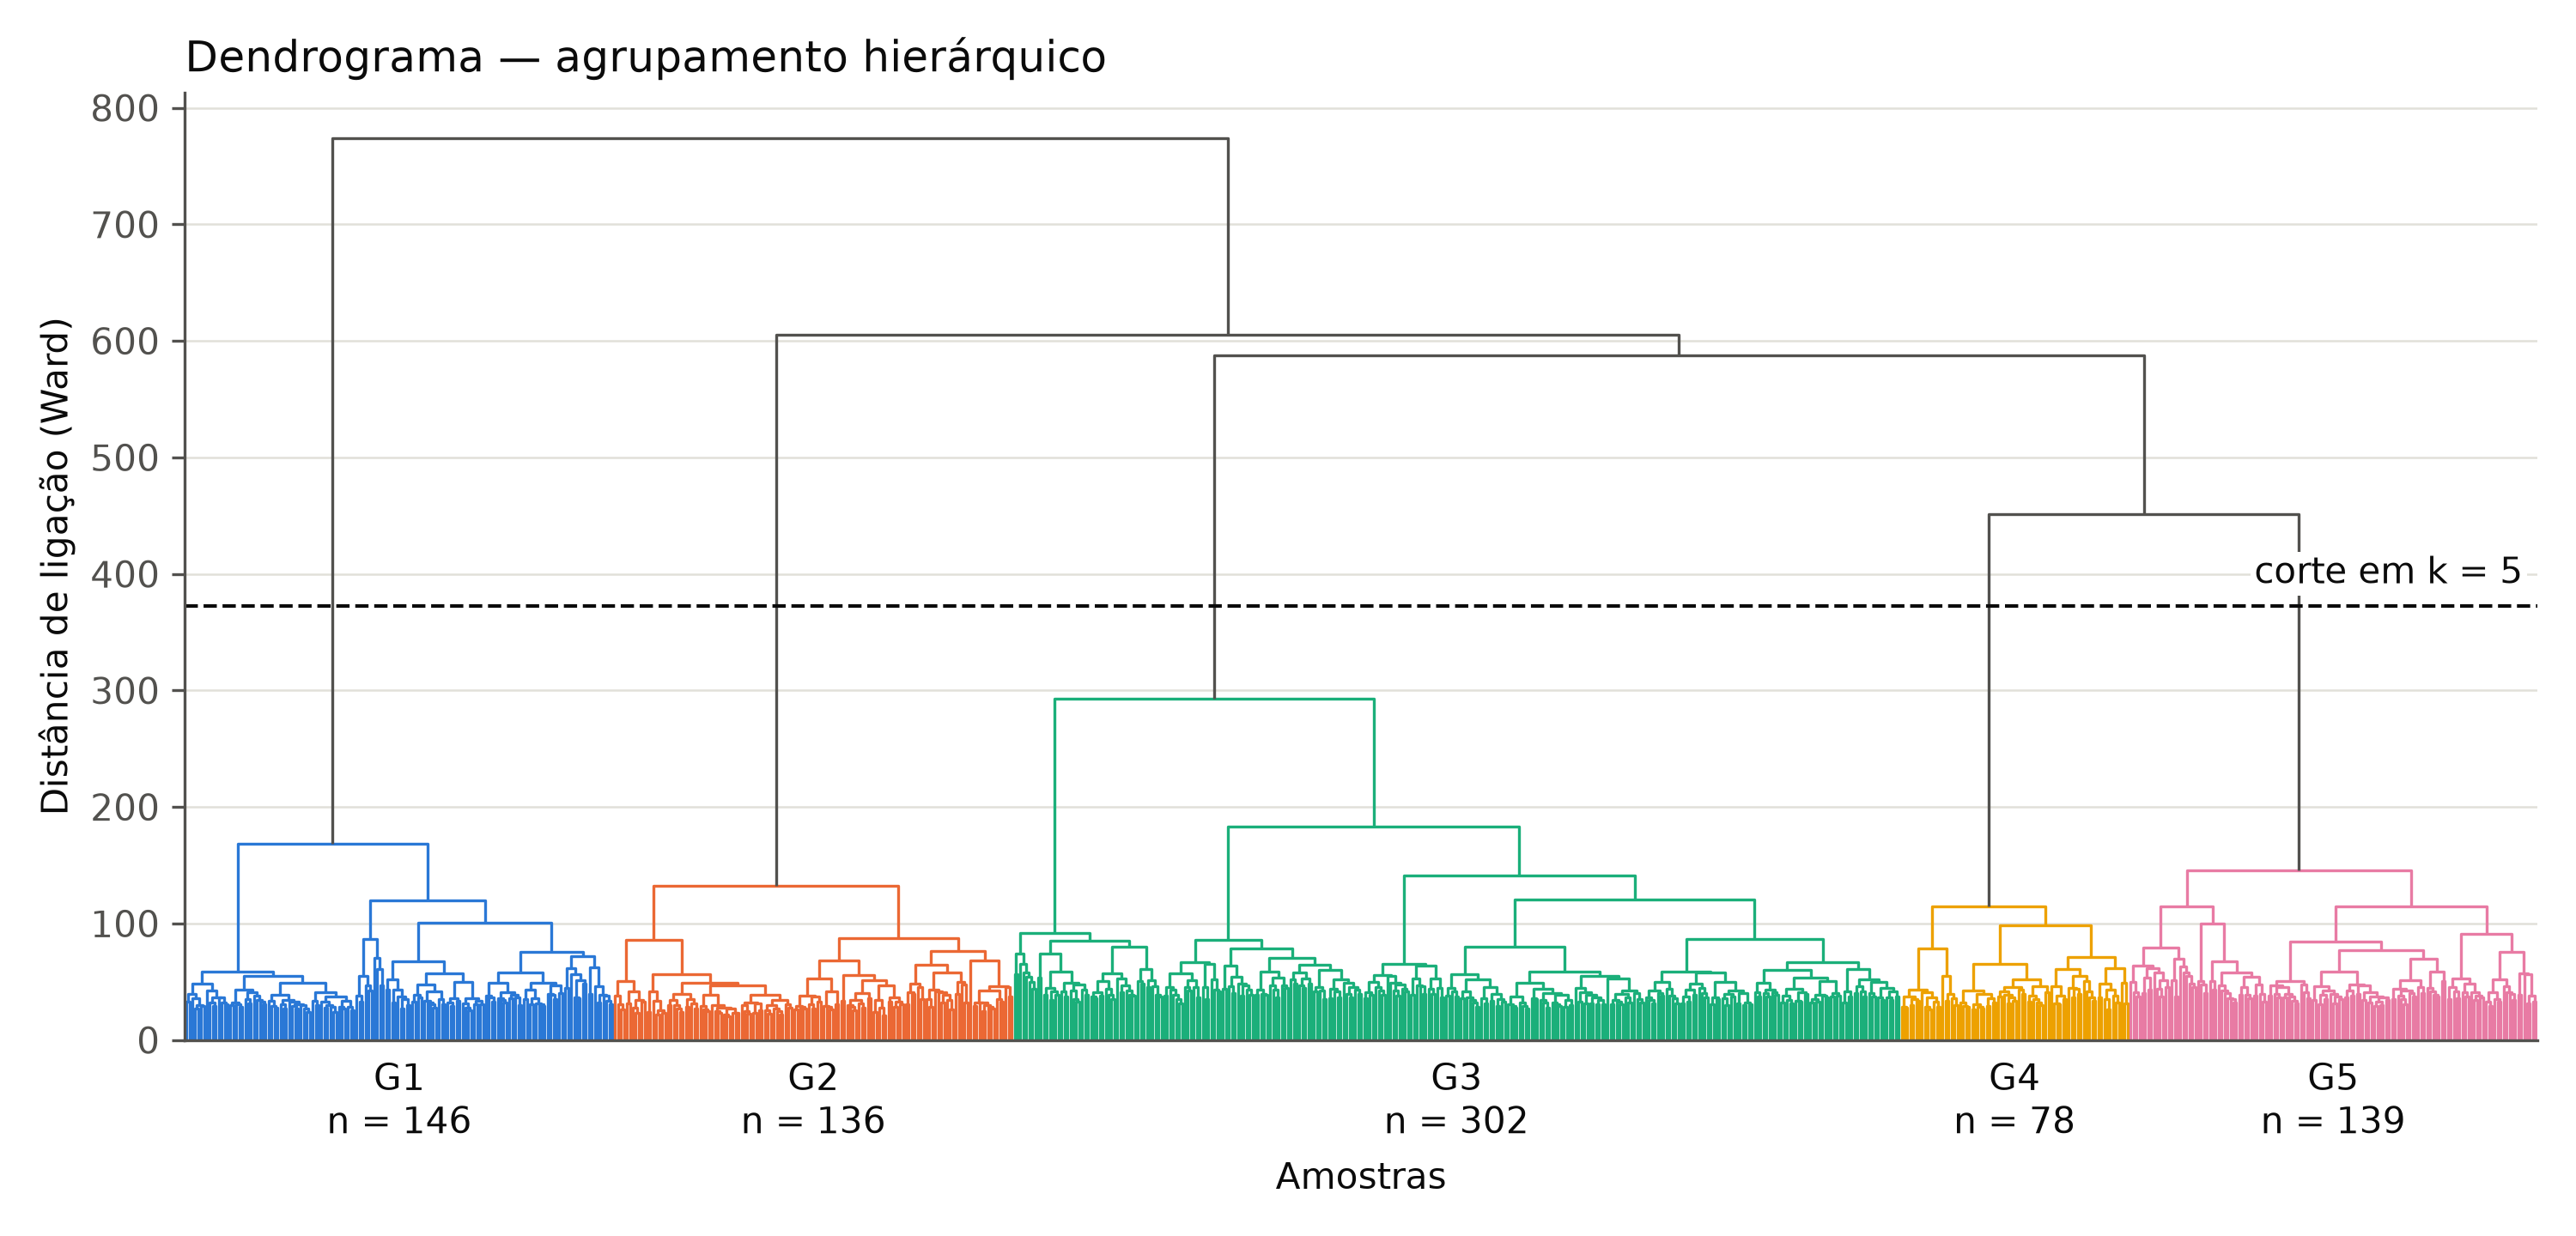 Dendrograma — agrupamento hierárquico
Distância de ligação (Ward)
800
700
600
500
400
300
200
100
0
corte em k = 5
G1
n = 146
G2
n = 136
G3
n = 302
G4
n = 78
G5
n = 139
Amostras